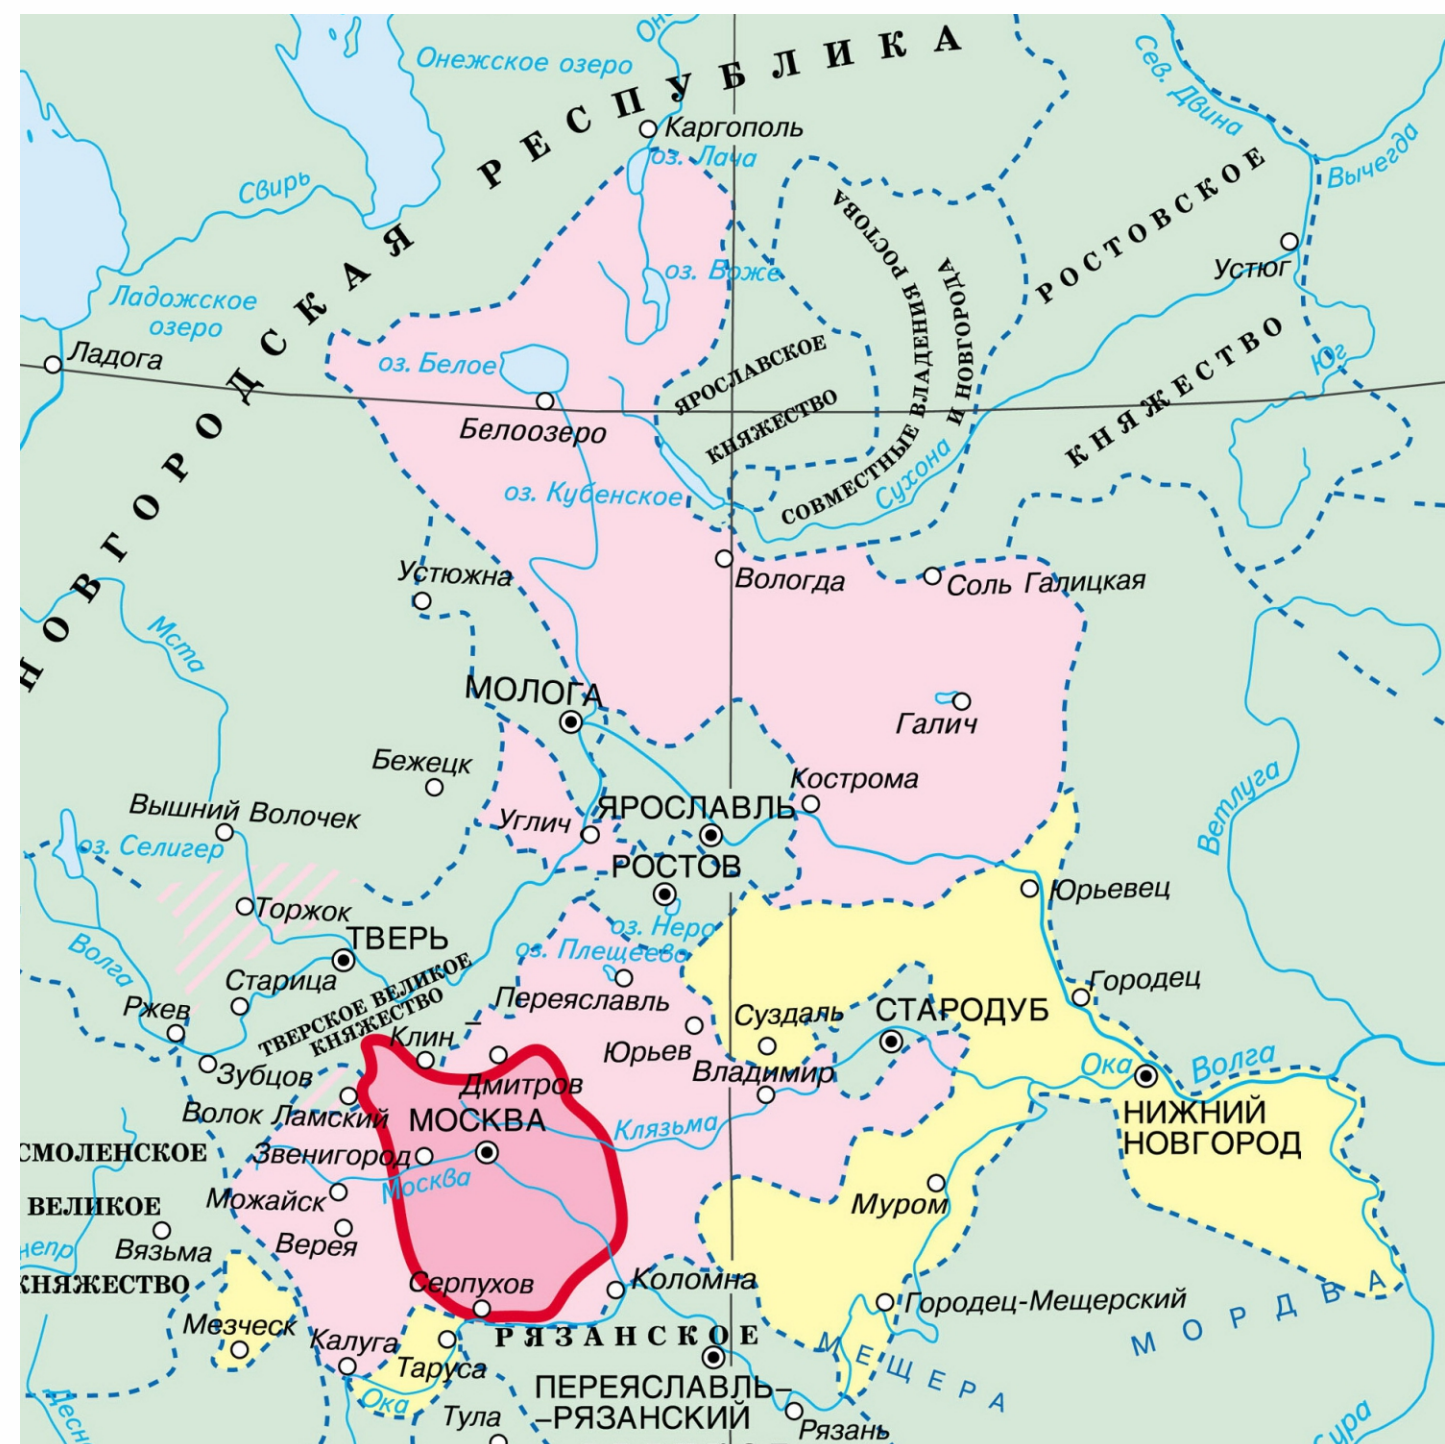 Онежское озеро
РЕСПУБЛИКА
Сев. Двина
Каргополь
оз. Лача
Вычегда
Свирь
РОСТОВСКОЕ
СОВМЕСТНЫЕ ВЛАДЕНИЯ РОСТОВА
И НОВГОРОДА
Устюг
оз. Воже
Ладожское
озеро
НОВГОРОДСКАЯ
Ладога
оз. Белое
ЯРОСЛАВСКОЕ
КНЯЖЕСТВО
КНЯЖЕСТВО
Юг
Белоозеро
Сухона
оз. Кубенское
Устюжна
Вологда
Соль Галицкая
Мста
МОЛОГА
Галич
Бежецк
Кострома
Вышний Волочек
Углич
ЯРОСЛАВЛЬ
Ветлуга
оз. Селигер
РОСТОВ
Юрьевец
Торжок
оз. Неро
ТВЕРЬ
оз. Плещеево
Волга
Старица
Городец
Переяславль
ТВЕРСКОЕ ВЕЛИКОЕ
КНЯЖЕСТВО
Ржев
Суздаль
СТАРОДУБ
Клин
Юрьев
Зубцов
Дмитров
Владимир
Ока
Волга
Волок Ламский
МОСКВА
Клязьма
НИЖНИЙ
НОВГОРОД
СМОЛЕНСКОЕ
Звенигород
Москва
Можайск
Муром
ВЕЛИКОЕ
Вязьма
Верея
КНЯЖЕСТВО
Серпухов
Коломна
Городец-Мещерский
МОРДВА
Мезческ
Калуга
РЯЗАНСКОЕ
МЕЩЕРА
Таруса
Ока
ПЕРЕЯСЛАВЛЬ–
–РЯЗАНСКИЙ
Тула
Рязань
Сура